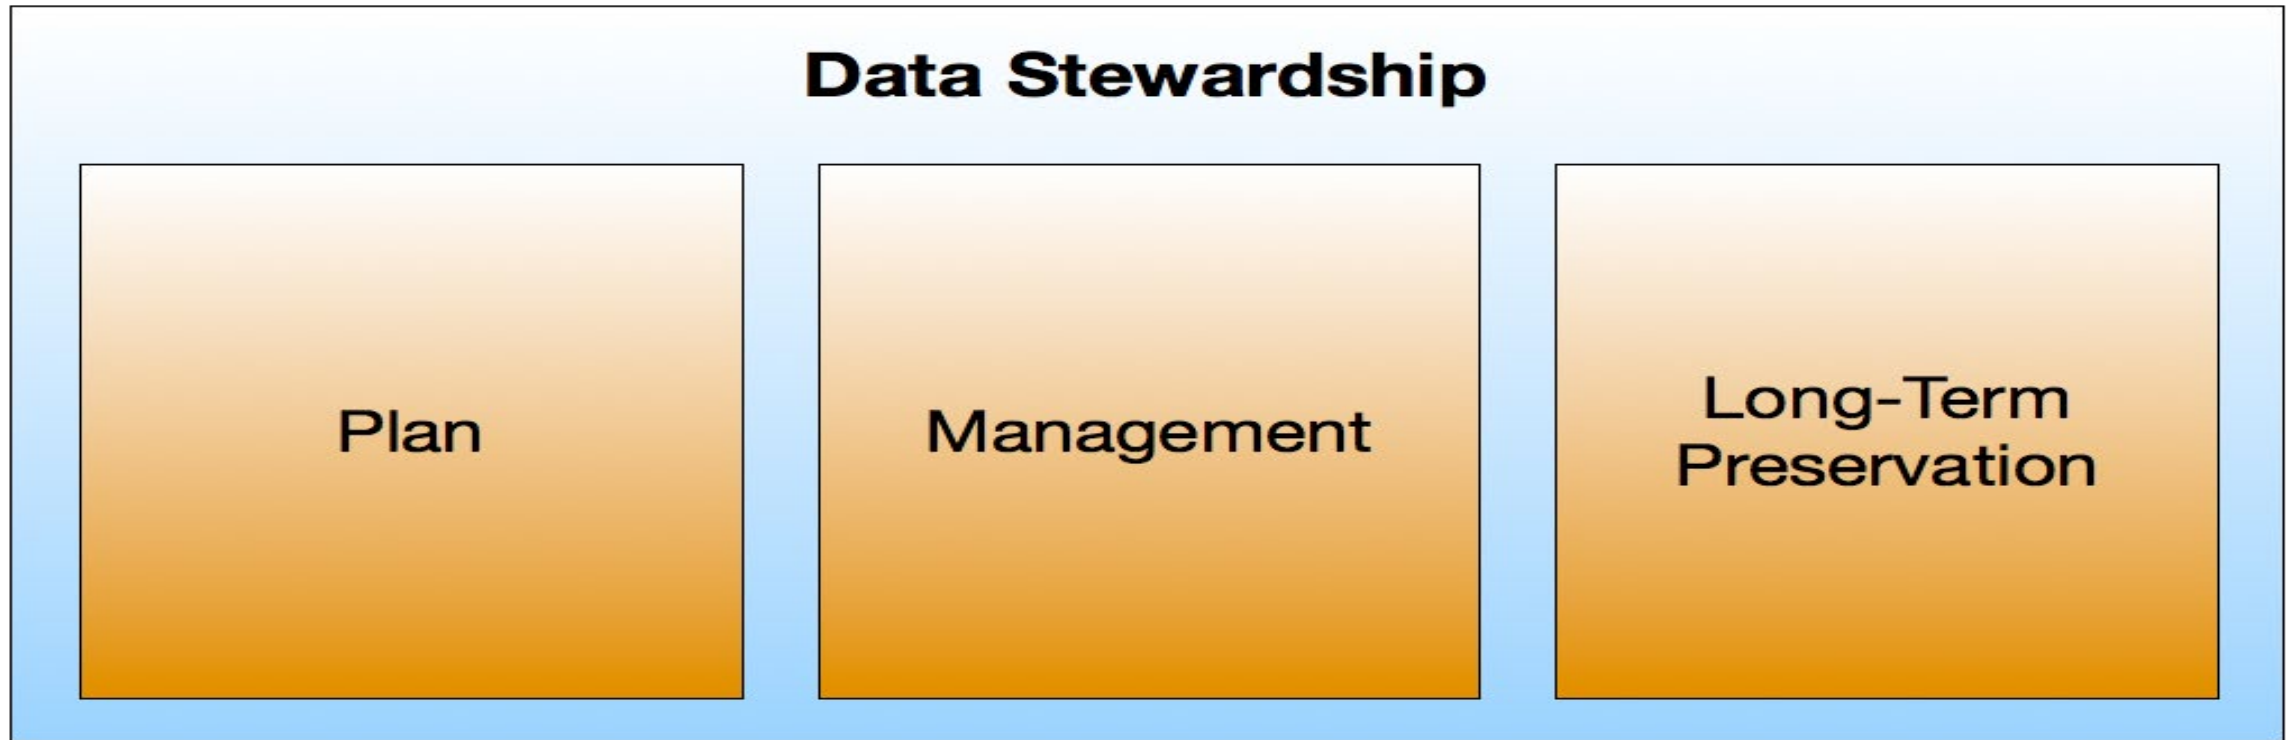 Data Stewardship
Plan
Management
Long-Term
Preservation